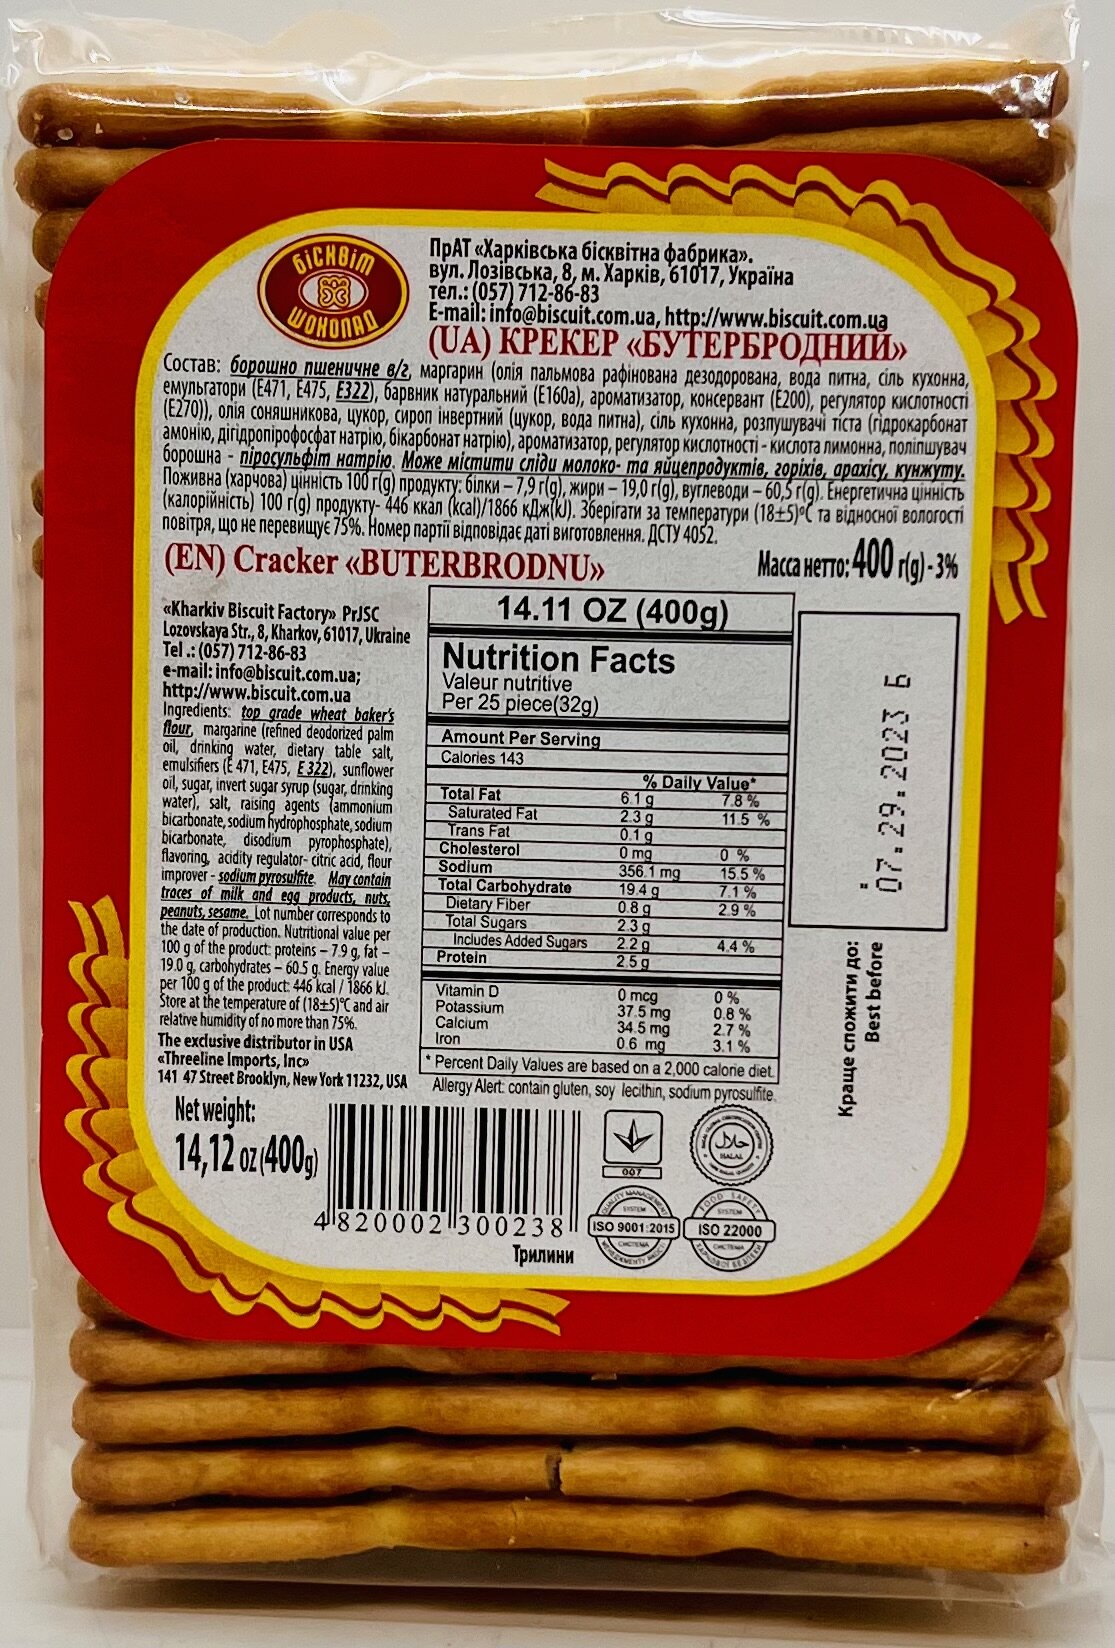 БІСКВІТ
ШОКОЛАД
ПрАТ «Харківська бісквітна фабрика».
вул. Лозівська, 8, м. Харків, 61017, Україна
тел.: (057) 712-86-83
E-mail: info@biscuit.com.ua, http://www.biscuit.com.ua
(UA) КРЕКЕР «БУТЕРБРОДНИЙ»
Состав: борошно пшеничне в/г, маргарин (олія пальмова рафінована дезодорована, вода питна, сіль кухонна,
емульгатори (E471, E475, E322), барвник натуральний (E160a), ароматизатор, консервант (E200), регулятор кислотності
(E270)), олія соняшникова, цукор, сироп інвертний (цукор, вода питна), сіль кухонна, розпушувачі тіста (гідрокарбонат
амонію, дігідропірофосфат натрію, бікарбонат натрію), ароматизатор, регулятор кислотності - кислота лимонна, поліпшувач
борошна - піросульфіт натрію. Може містити сліди молоко- та яйцепродуктів, горіхів, арахісу, кунжуту.
Поживна (харчова) цінність 100 г(g) продукту: білки – 7,9 г(g), жири – 19,0 г(g), вуглеводи – 60,5 г(g). Енергетична цінність
(калорійність) 100 г(g) продукту- 446 ккал (kcal)/1866 кДж(kJ). Зберігати за температури (18±5)°C та відносної вологості
повітря, що не перевищує 75%. Номер партії відповідає даті виготовлення. ДСТУ 4052.
(EN) Cracker «BUTERBRODNU»
Масса нетто: 400 г(g) - 3%
«Kharkiv Biscuit Factory» PrJSC
Lozovskaya Str., 8, Kharkov, 61017, Ukraine
Tel .: (057) 712-86-83
e-mail: info@biscuit.com.ua;
http://www.biscuit.com.ua
Ingredients: top grade wheat baker's
flour, margarine (refined deodorized palm
oil, drinking water, dietary table salt,
emulsifiers (E 471, E475, E 322), sunflower
oil, sugar, invert sugar syrup (sugar, drinking
water), salt, raising agents (ammonium
bicarbonate, sodium hydrophosphate, sodium
bicarbonate, disodium pyrophosphate),
flavoring, acidity regulator- citric acid, flour
improver - sodium pyrosulfite. May contain
traces of milk and egg products, nuts,
peanuts, sesame. Lot number corresponds to
the date of production. Nutritional value per
100 g of the product: proteins – 7.9 g, fat –
19.0 g, carbohydrates – 60.5 g. Energy value
per 100 g of the product: 446 kcal / 1866 kJ.
Store at the temperature of (18±5)°C and air
relative humidity of no more than 75%.
The exclusive distributor in USA
«Threeline Imports, Inc»
141 47 Street Brooklyn, New York 11232, USA
Net weight:
14,12 oz (400g)
14.11 OZ (400g)
Nutrition Facts
Valeur nutritive
Per 25 piece(32g)
Amount Per Serving
Calories 143
% Daily Value*
Total Fat 6.1 g 7.8 %
Saturated Fat 2.3 g 11.5 %
Trans Fat 0.1 g
Cholesterol 0 mg 0 %
Sodium 356.1 mg 15.5 %
Total Carbohydrate 19.4 g 7.1 %
Dietary Fiber 0.8 g 2.9 %
Total Sugars 2.3 g
Includes Added Sugars 2.2 g 4.4 %
Protein 2.5 g
Vitamin D 0 mcg 0 %
Potassium 37.5 mg 0.8 %
Calcium 34.5 mg 2.7 %
Iron 0.6 mg 3.1 %
* Percent Daily Values are based on a 2,000 calorie diet.
Allergy Alert: contain gluten, soy lecithin, sodium pyrosulfite.
07.29.2023 Б
Краще спожити до:
Best before
4 820002 300238
Трилини
007
حلال
HALAL
QUALITY MANAGEMENT
SYSTEM
ISO 9001:2015
СИСТЕМА
FOOD SAFETY
SYSTEM
ISO 22000
СИСТЕМА